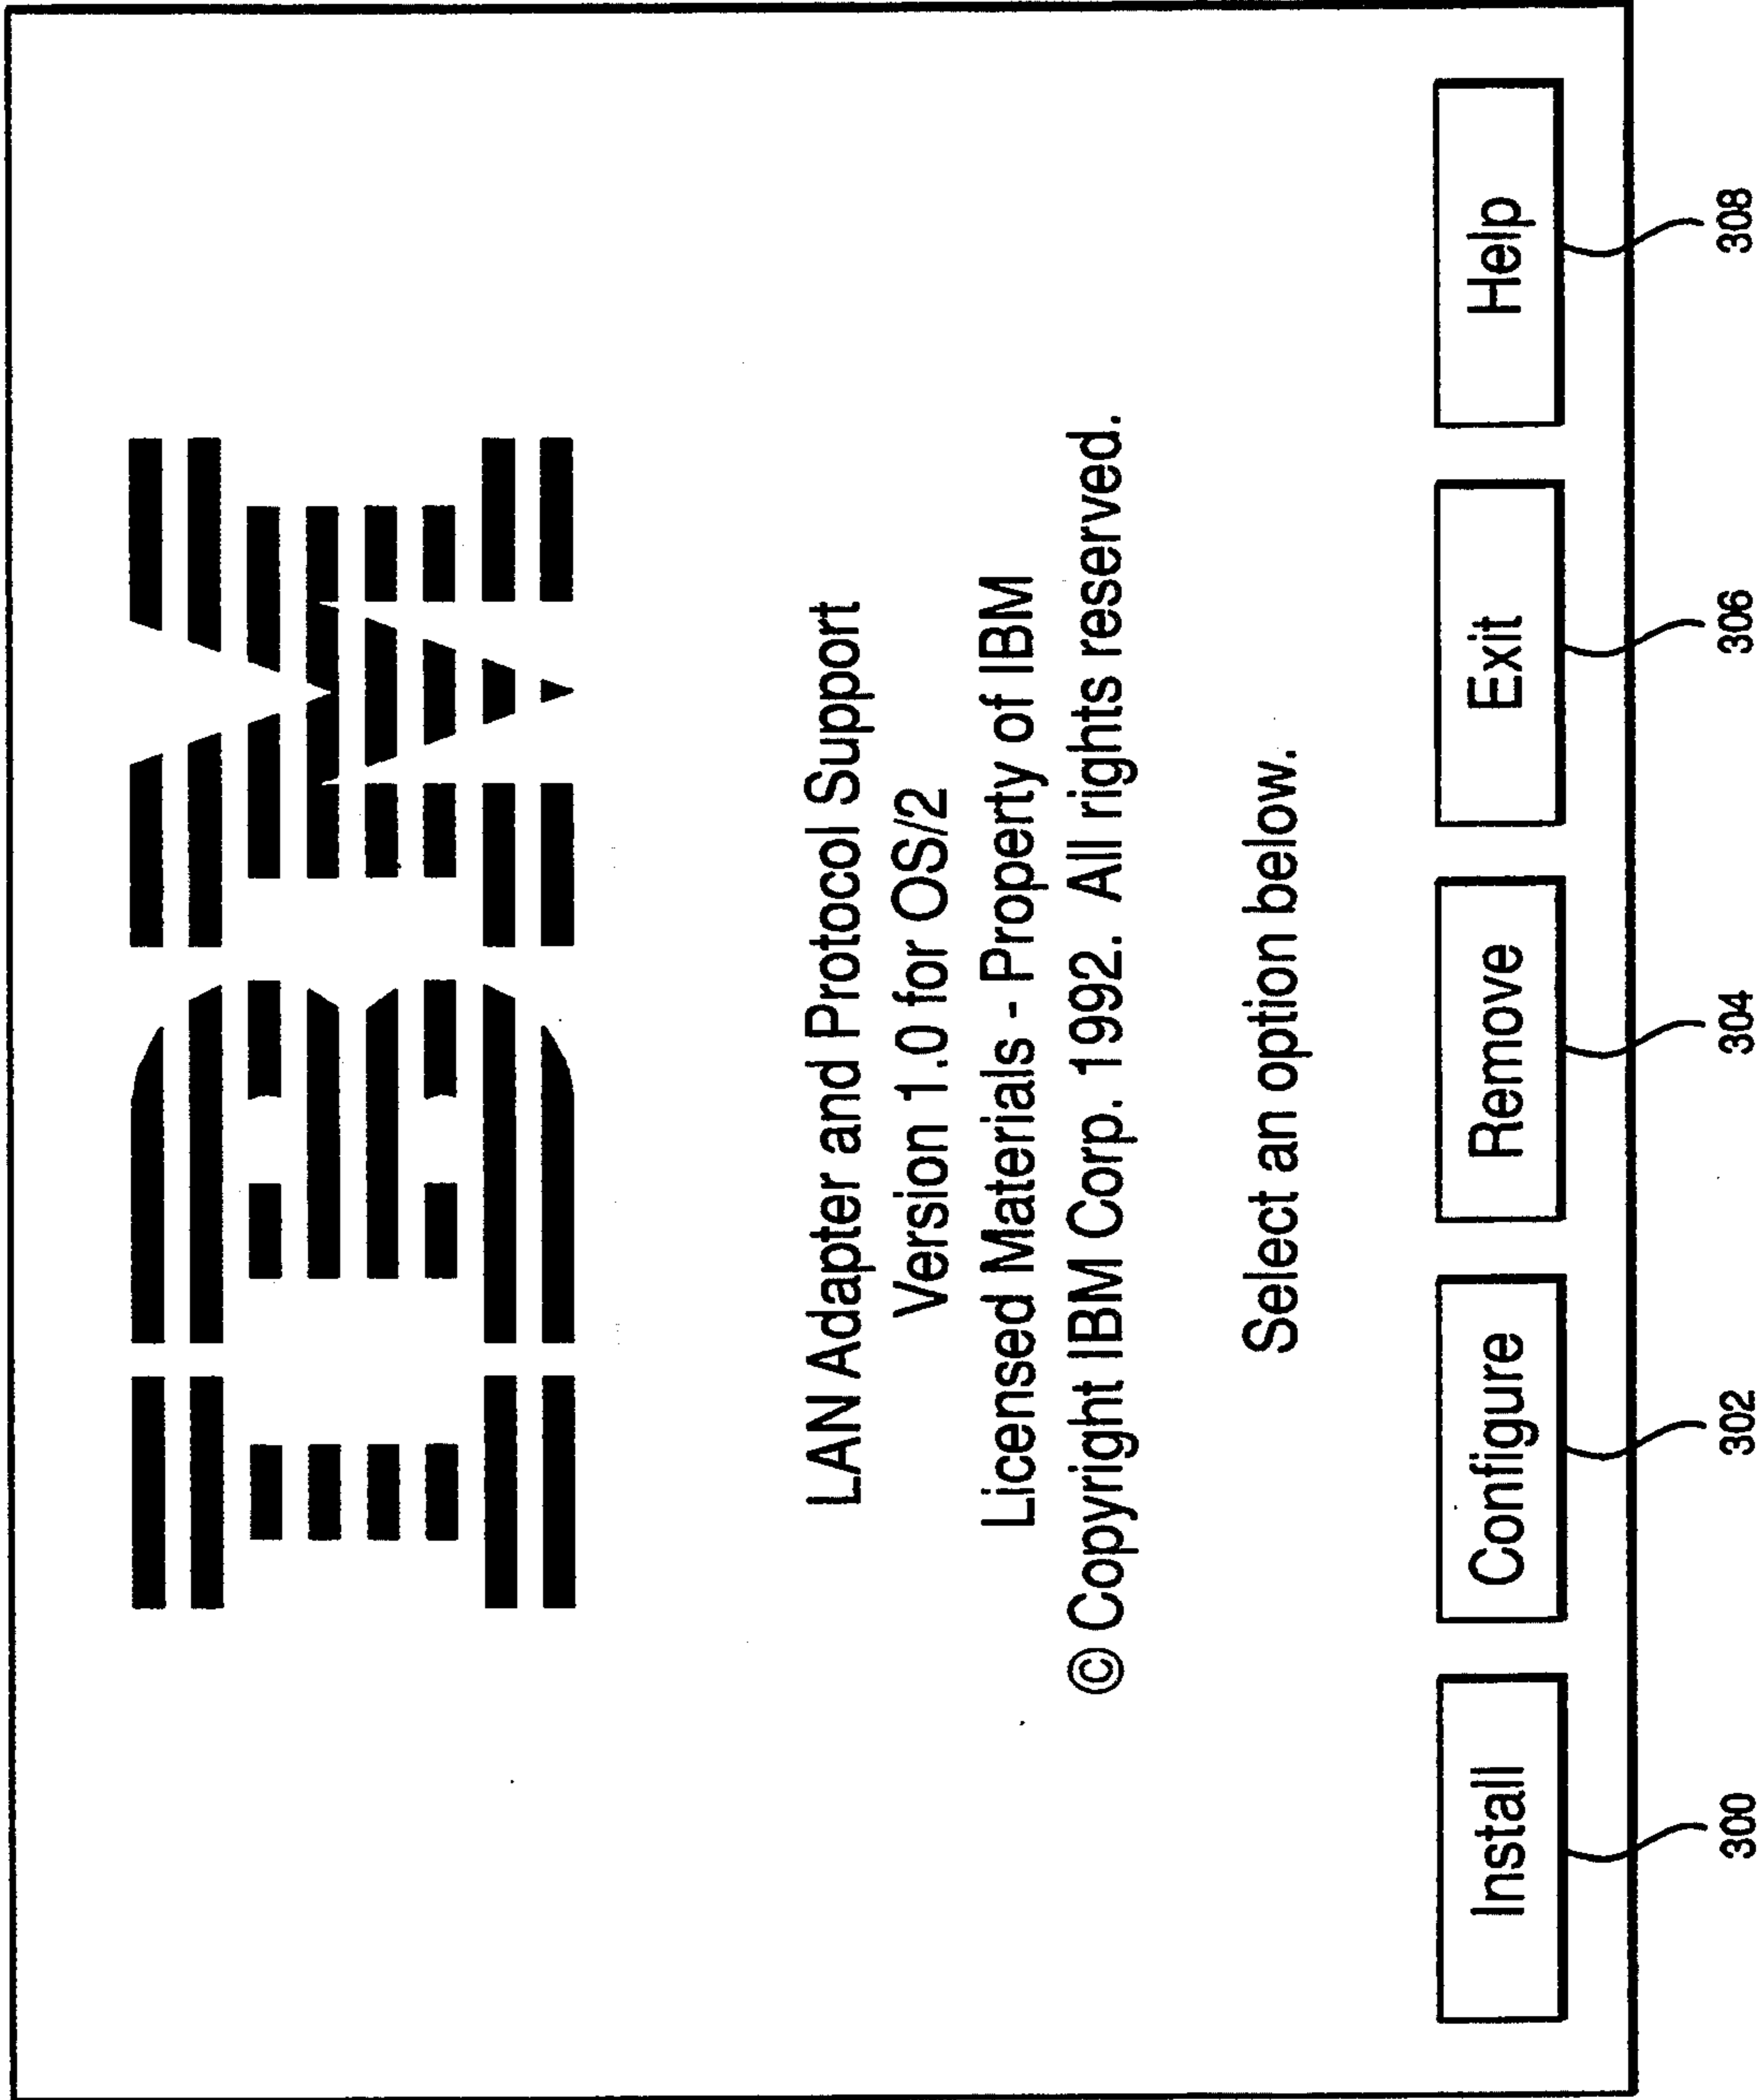 IBM
LAN Adapter and Protocol Support
Version 1.0 for OS/2
Licensed Materials - Property of IBM
© Copyright IBM Corp. 1992. All rights reserved.
Select an option below.
Install
Configure
Remove
Exit
Help
300
302
304
306
308